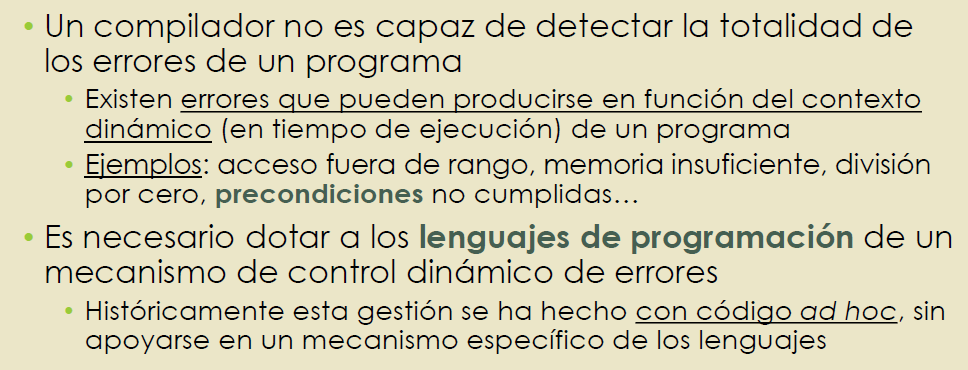 • Un compilador no es capaz de detectar la totalidad de
los errores de un programa
• Existen errores que pueden producirse en función del contexto
dinámico (en tiempo de ejecución) de un programa
• Ejemplos: acceso fuera de rango, memoria insuficiente, división
por cero, precondiciones no cumplidas...
• Es necesario dotar a los lenguajes de programación de un
mecanismo de control dinámico de errores
• Históricamente esta gestión se ha hecho con código ad hoc, sin
apoyarse en un mecanismo específico de los lenguajes